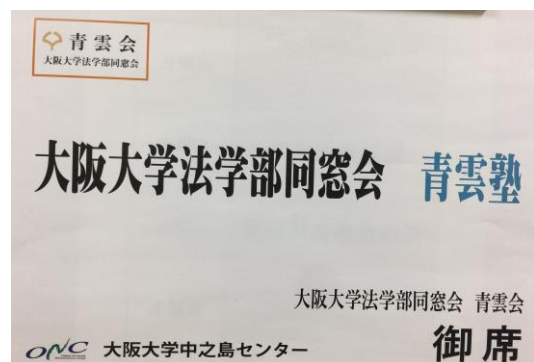 青雲会
大阪大学法学部同窓会
大阪大学法学部同窓会 青雲塾
大阪大学法学部同窓会 青雲会
御席
ONC 大阪大学中之島センター